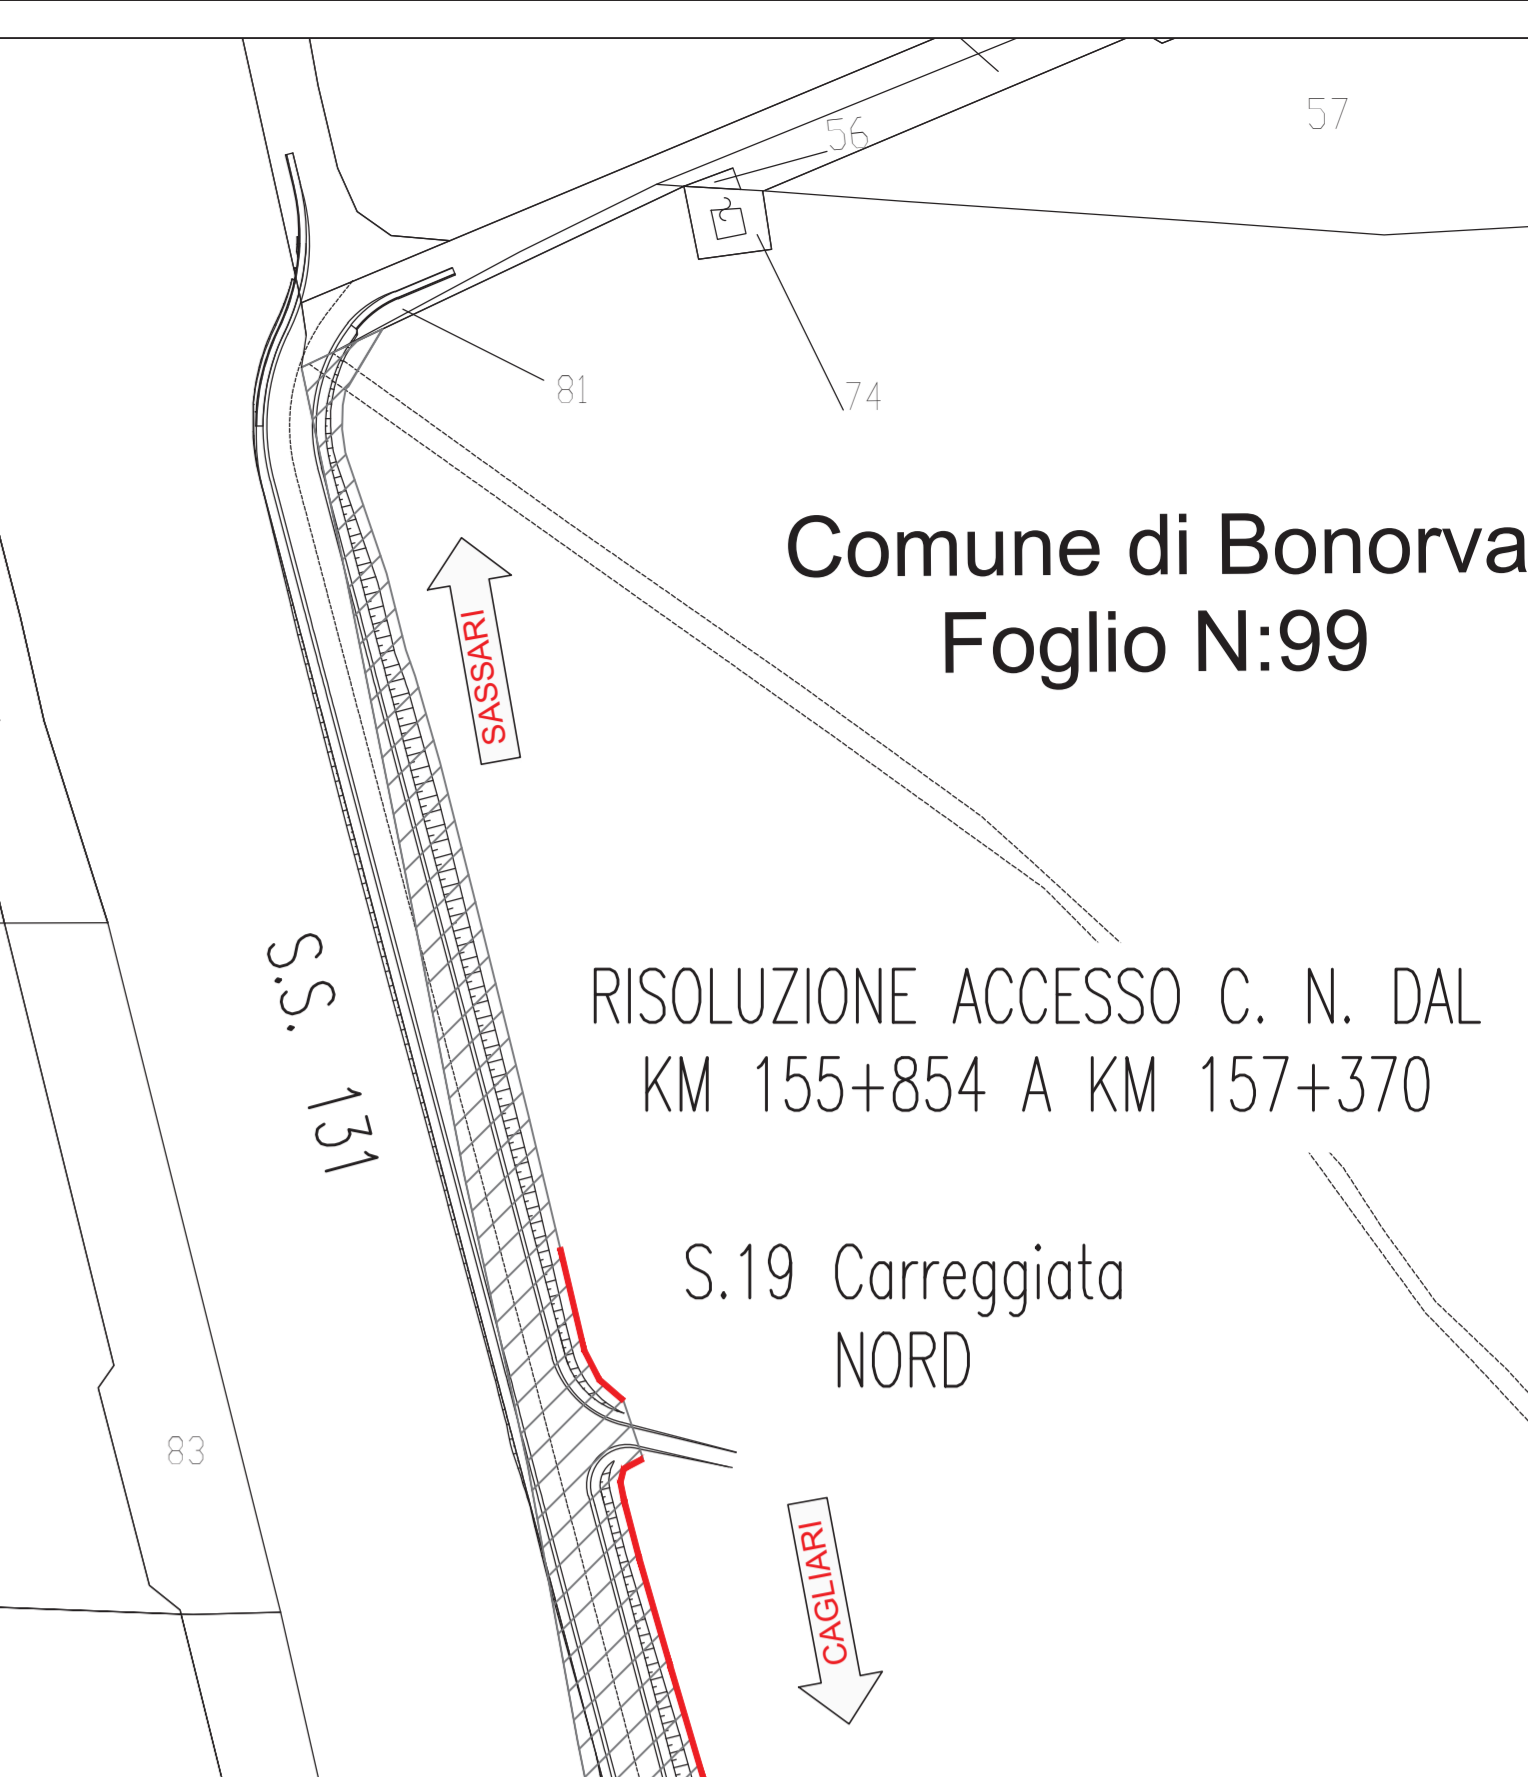 57
56
81
74
Comune di Bonorva
Foglio N:99
SASSARI
S.S. 131
RISOLUZIONE ACCESSO C. N. DAL
KM 155+854 A KM 157+370
S.19 Carreggiata
NORD
83
CAGLIARI